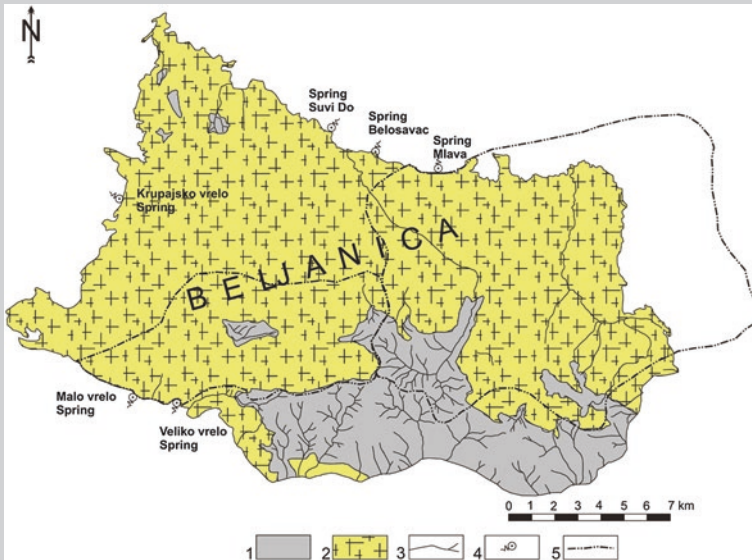 N
Spring
Suvi Do
Spring
Belosavac
Spring
Mlava
Krupajsko vrelo
Spring
BELJANICA
Malo vrelo
Spring
Veliko vrelo
Spring
0 1 2 3 4 5 6 7 km
1 2 3 4 5